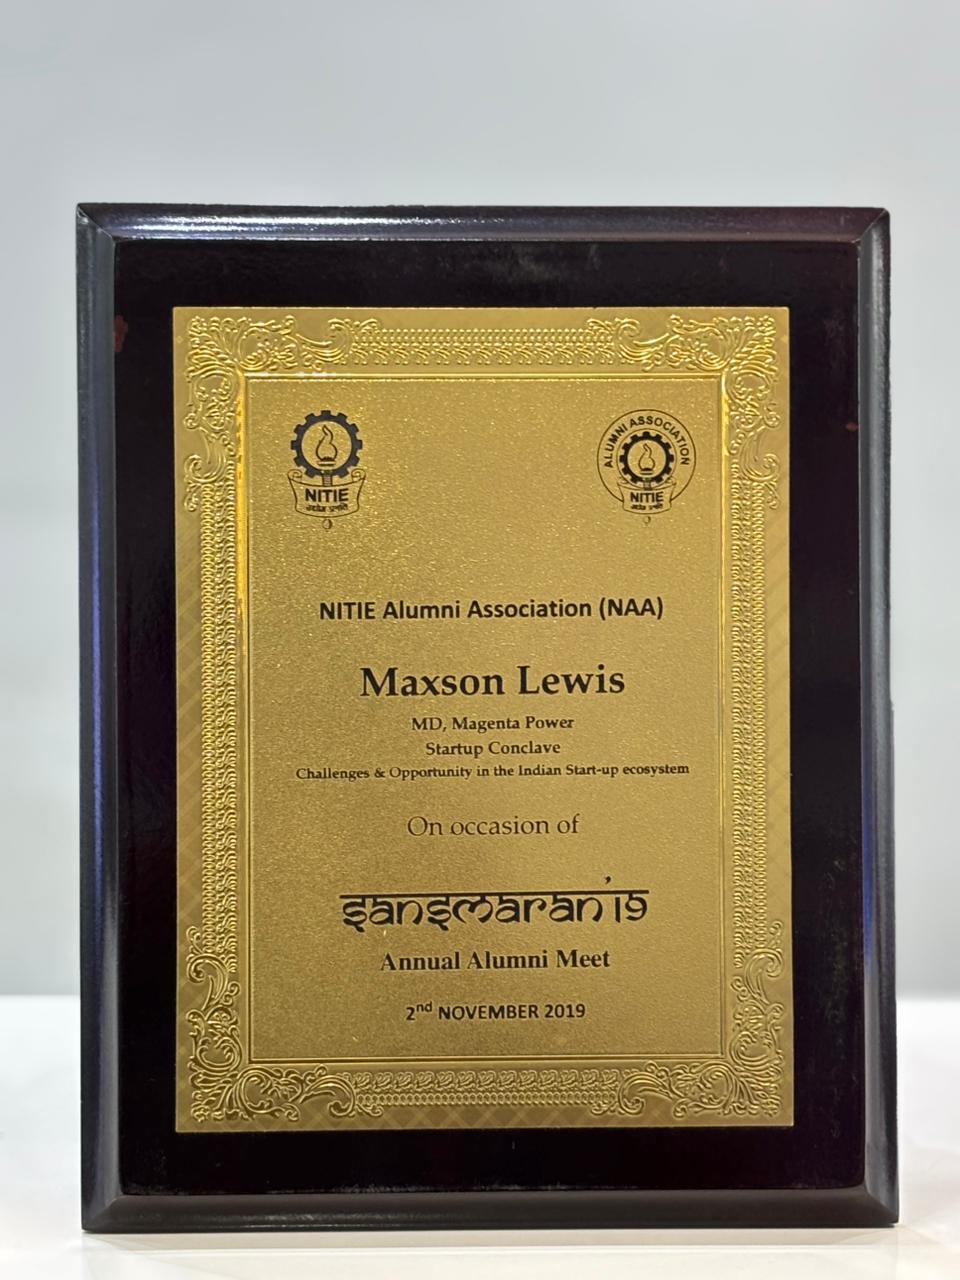 NITIE
ALUMNI ASSOCIATION
NITIE
NITIE Alumni Association (NAA)
Maxson Lewis
MD, Magenta Power
Startup Conclave
Challenges & Opportunity in the Indian Start-up ecosystem
On occasion of
sansmaran'19
Annual Alumni Meet
2nd NOVEMBER 2019